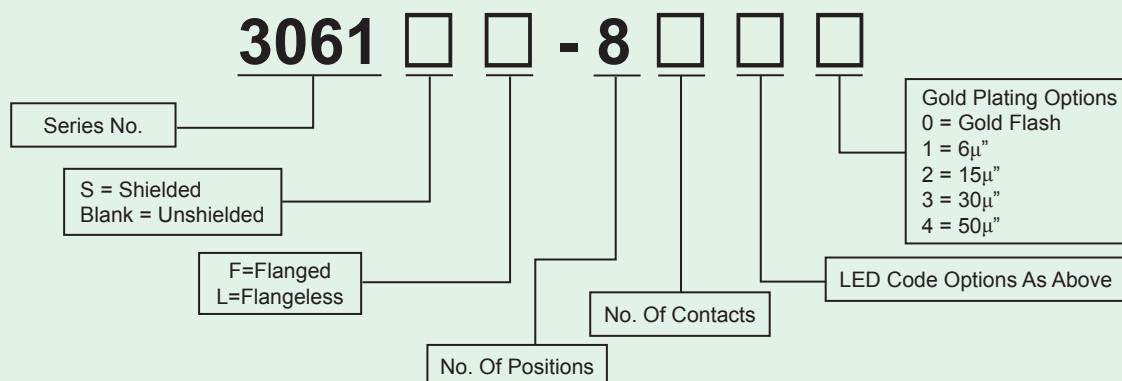 3061 □ □ - 8 □ □ □
Series No.
S = Shielded
Blank = Unshielded
F=Flanged
L=Flangeless
No. Of Positions
No. Of Contacts
LED Code Options As Above
Gold Plating Options
0 = Gold Flash
1 = 6µ”
2 = 15µ”
3 = 30µ”
4 = 50µ”